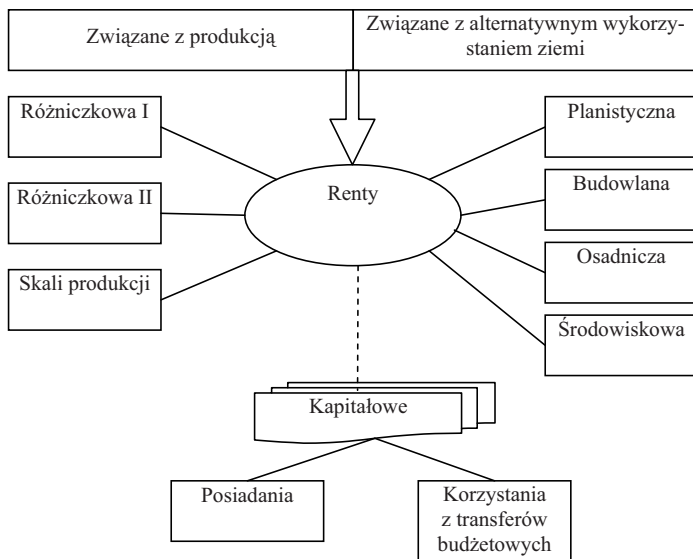 Związane z produkcją
Związane z alternatywnym wykorzy-
staniem ziemi
Różniczkowa I
Planistyczna
Renty
Różniczkowa II
Budowlana
Osadnicza
Skali produkcji
Środowiskowa
Kapitałowe
Posiadania
Korzystania
z transferów
budżetowych